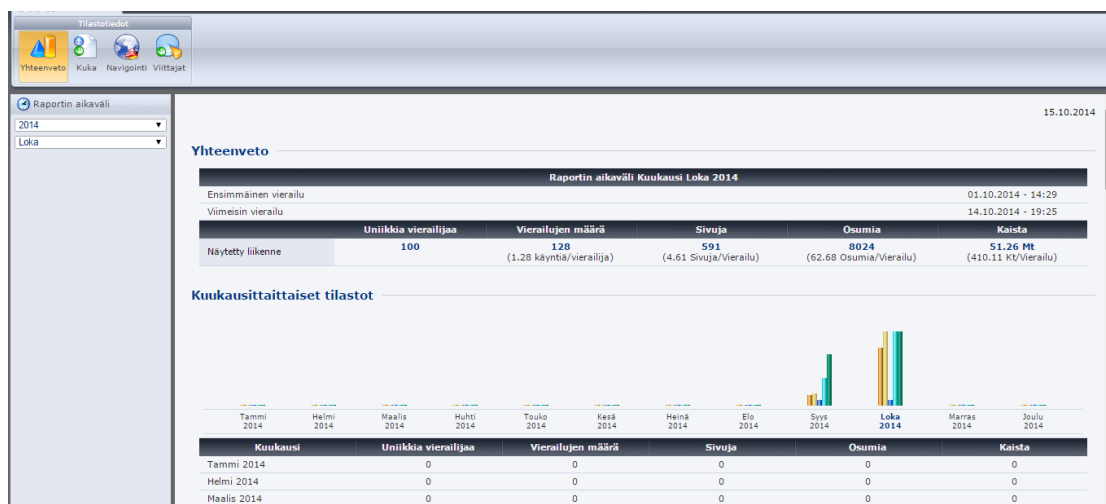 Tilastotiedot
Yhteenveto Kuka Navigointi Viittajat
Raportin aikaväli
2014
Loka
15.10.2014
Yhteenveto
Raportin aikaväli Kuukausi Loka 2014
Ensimmäinen vierailu 01.10.2014 - 14:29
Viimeisin vierailu 14.10.2014 - 19:25
Uniikkia vierailijaa Vierailujen määrä Sivuja Osumia Kaista
Näytetty liikenne 100 128 591 8024 51.26 Mt
(1.28 käyntiä/vierailija) (4.61 Sivuja/Vierailu) (62.68 Osumia/Vierailu) (410.11 Kt/Vierailu)
Kuukausittaittaiset tilastot
Tammi Helmi Maalis Huhti Touko Kesä Heinä Elo Syys Loka Marras Joulu
2014 2014 2014 2014 2014 2014 2014 2014 2014 2014 2014 2014
Kuukausi Uniikkia vierailijaa Vierailujen määrä Sivuja Osumia Kaista
Tammi 2014 0 0 0 0 0
Helmi 2014 0 0 0 0 0
Maalis 2014 0 0 0 0 0